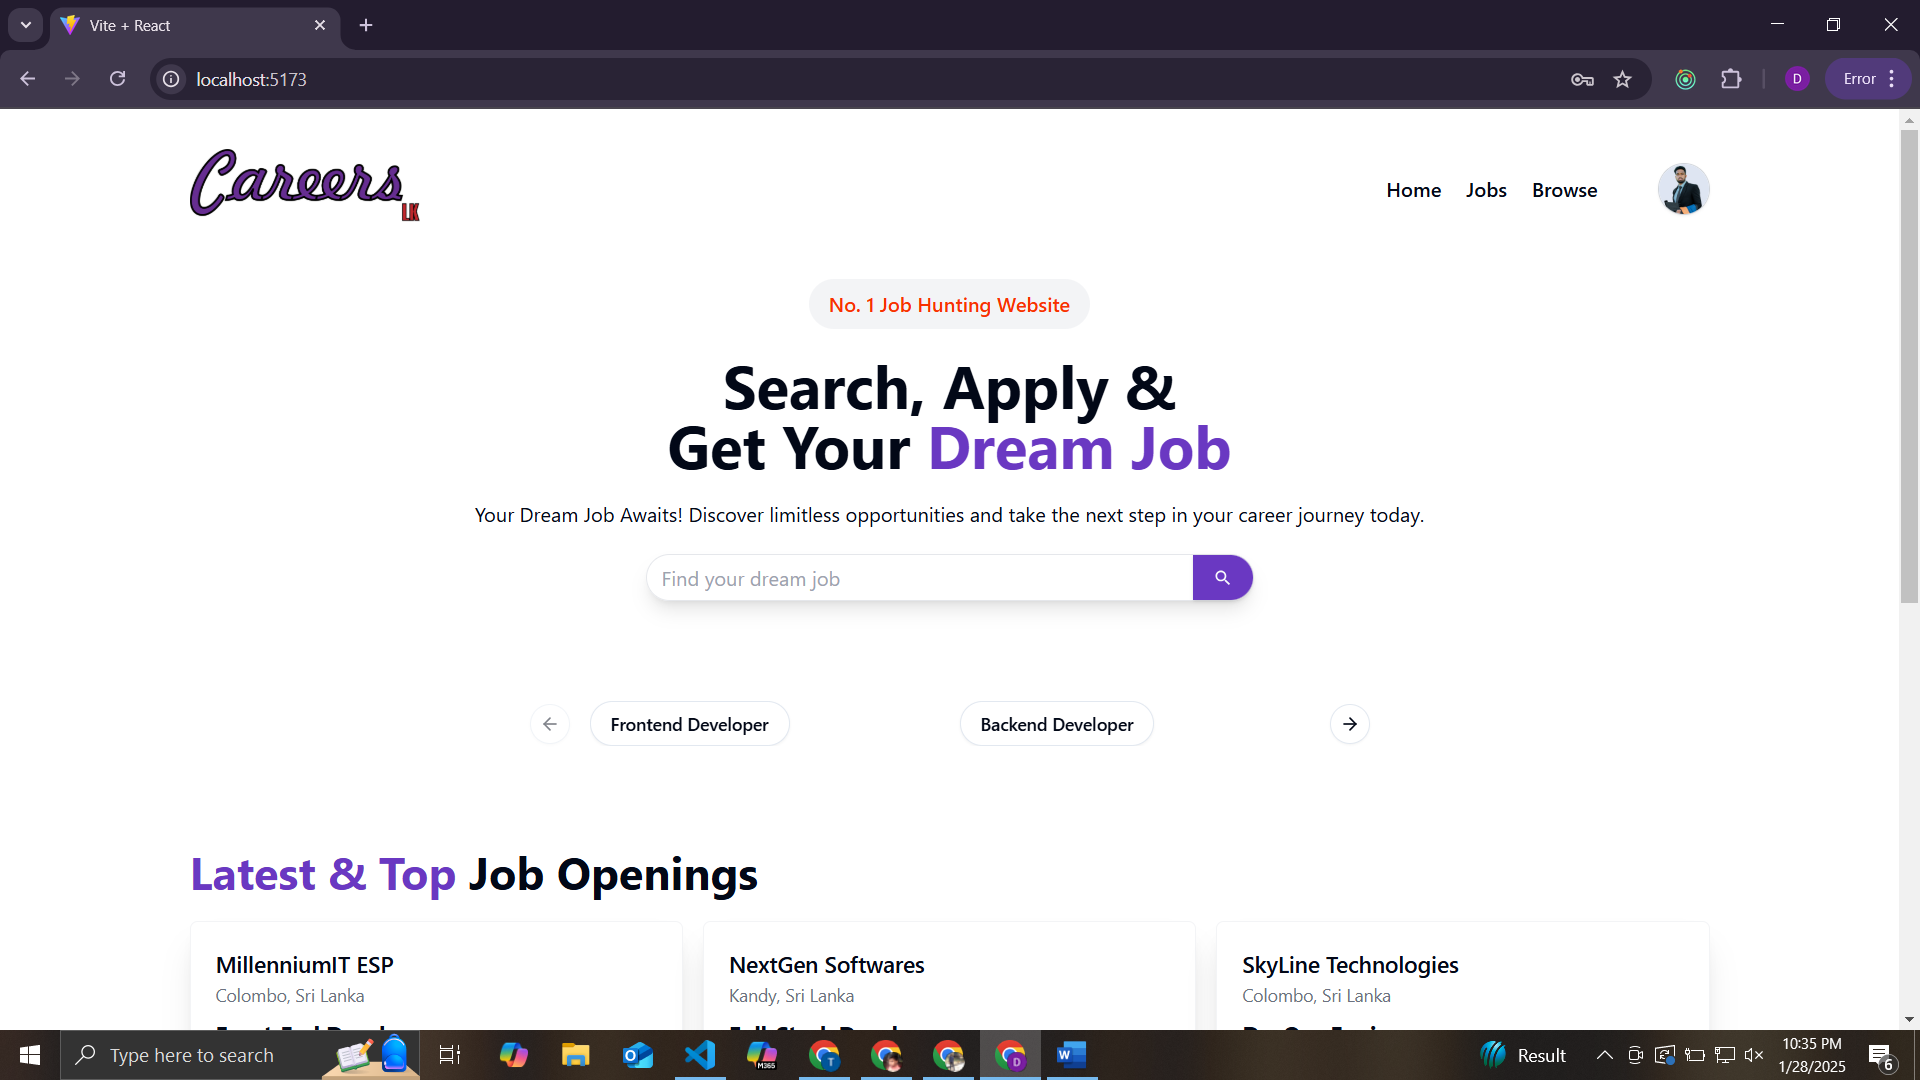 Vite + React
localhost:5173
D
Error
Careers
LK
Home Jobs Browse
No. 1 Job Hunting Website
Search, Apply &
Get Your Dream Job
Your Dream Job Awaits! Discover limitless opportunities and take the next step in your career journey today.
Find your dream job
Frontend Developer
Backend Developer
Latest & Top Job Openings
MillenniumIT ESP
Colombo, Sri Lanka
NextGen Softwares
Kandy, Sri Lanka
SkyLine Technologies
Colombo, Sri Lanka
Type here to search
M365
T
D
Result
10:35 PM
1/28/2025
6